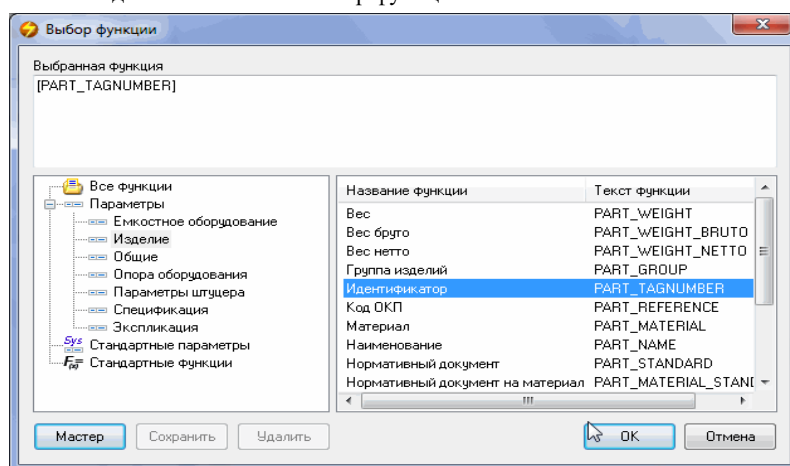 Выбор функции
Выбранная функция
[PART_TAGNUMBER]
Все функции
Параметры
Емкостное оборудование
Изделие
Общие
Опора оборудования
Параметры штуцера
Спецификация
Экспликация
Sys Стандартные параметры
F(x)= Стандартные функции
Название функции Текст функции
Вес PART_WEIGHT
Вес бруто PART_WEIGHT_BRUTO
Вес нетто PART_WEIGHT_NETTO
Группа изделий PART_GROUP
Идентификатор PART_TAGNUMBER
Код ОКП PART_REFERENCE
Материал PART_MATERIAL
Наименование PART_NAME
Нормативный документ PART_STANDARD
Нормативный документ на материал PART_MATERIAL_STAN
Мастер Сохранить Удалить OK Отмена